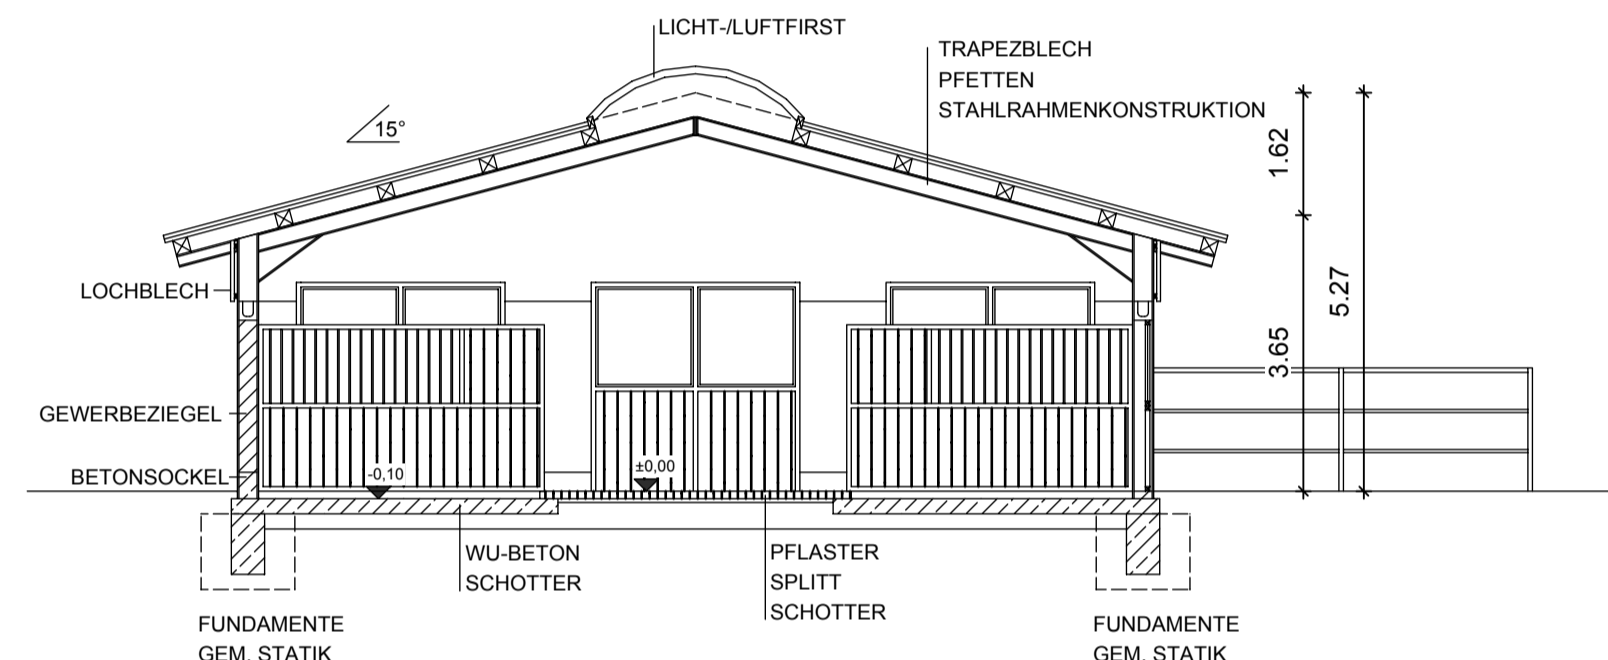 LICHT-/LUFTFIRST
TRAPEZBLECH
PFETTEN
STAHLRAHMENKONSTRUKTION
15°
1.62
5.27
3.65
LOCHBLECH
GEWERBEZIEGEL
BETONSOCKEL
-0,10
±0,00
WU-BETON
SCHOTTER
PFLASTER
SPLITT
SCHOTTER
FUNDAMENTE
GEM. STATIK
FUNDAMENTE
GEM. STATIK